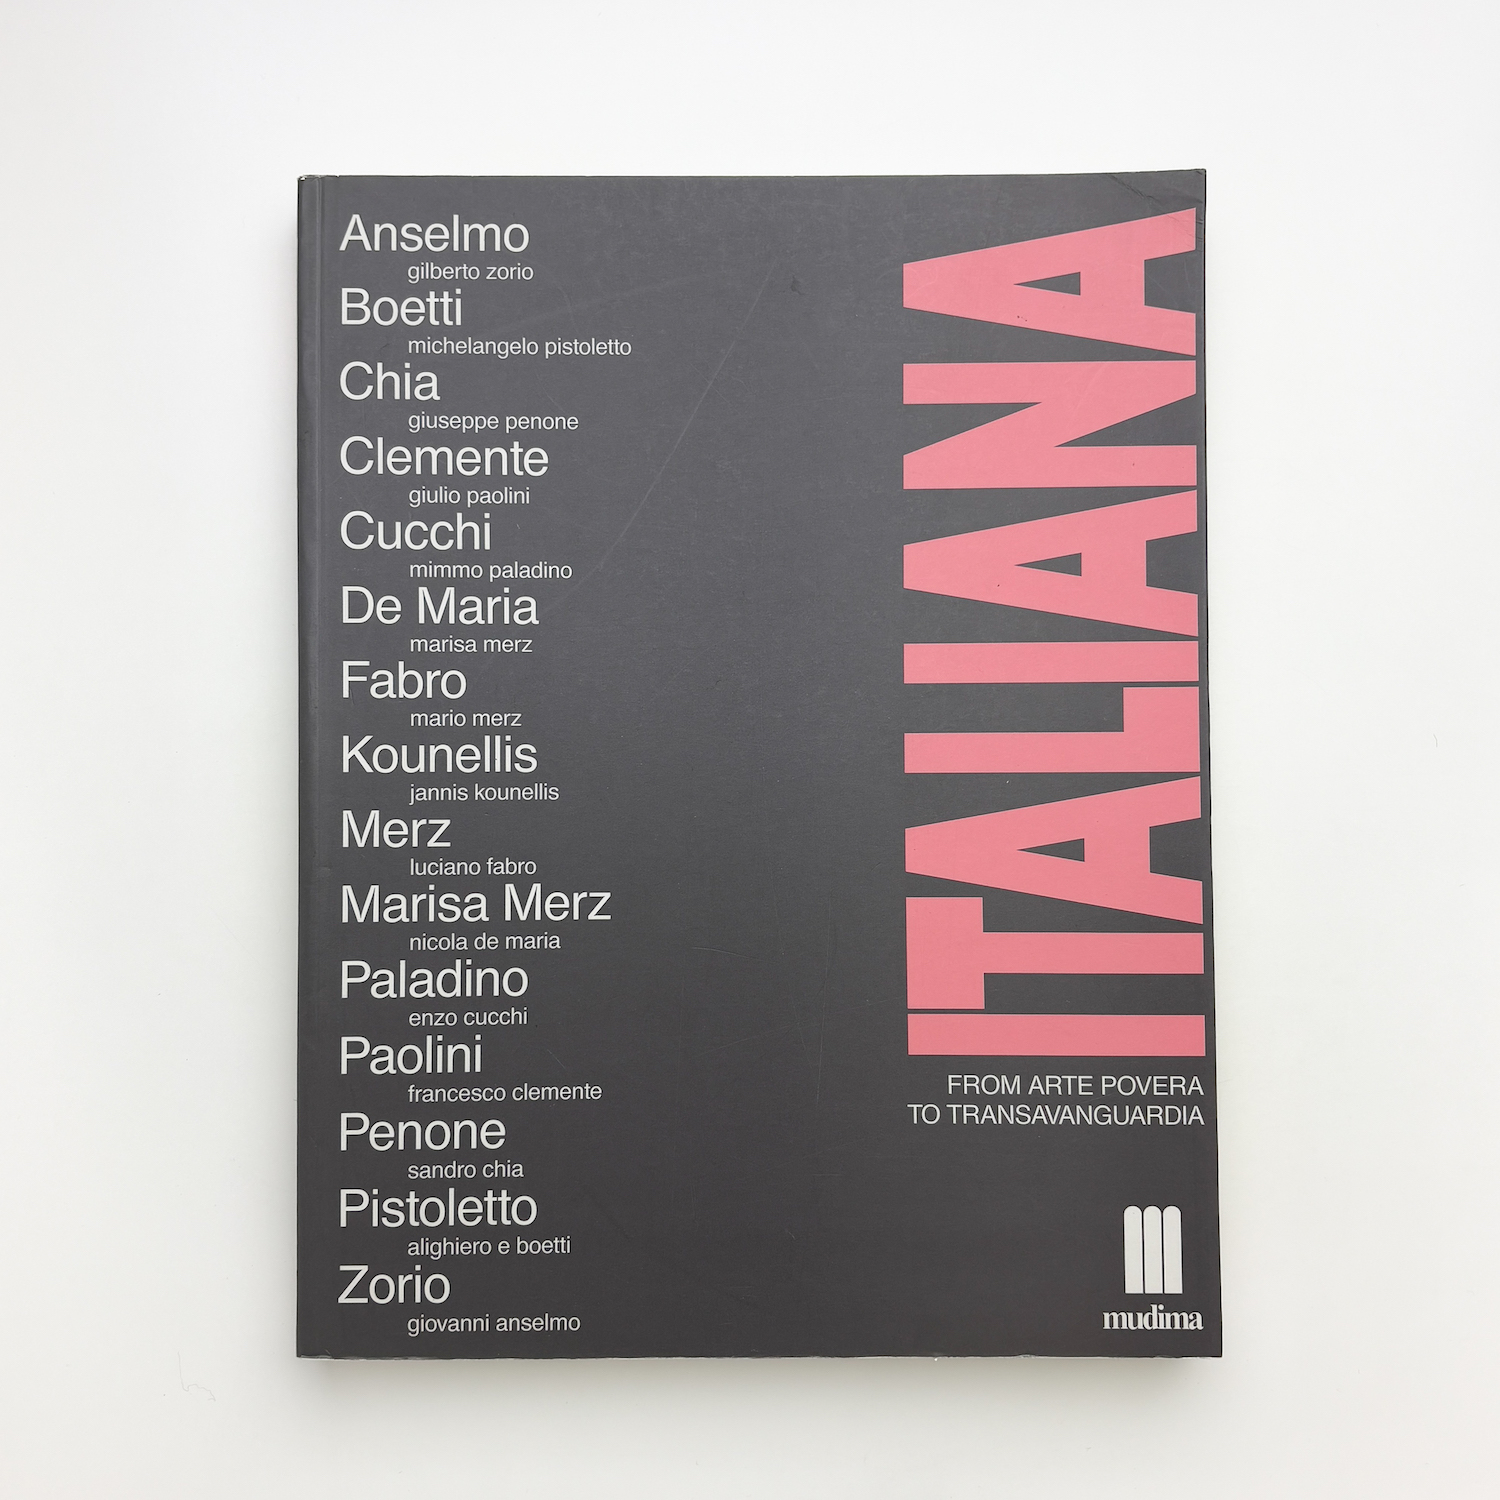 Anselmo
gilberto zorio
Boetti
michelangelo pistoletto
Chia
giuseppe penone
Clemente
giulio paolini
Cucchi
mimmo paladino
De Maria
marisa merz
Fabro
mario merz
Kounellis
jannis kounellis
Merz
luciano fabro
Marisa Merz
nicola de maria
Paladino
enzo cucchi
Paolini
francesco clemente
Penone
sandro chia
Pistoletto
alighiero e boetti
Zorio
giovanni anselmo
ITALIANA
FROM ARTE POVERA
TO TRANSAVANGUARDIA
mudima